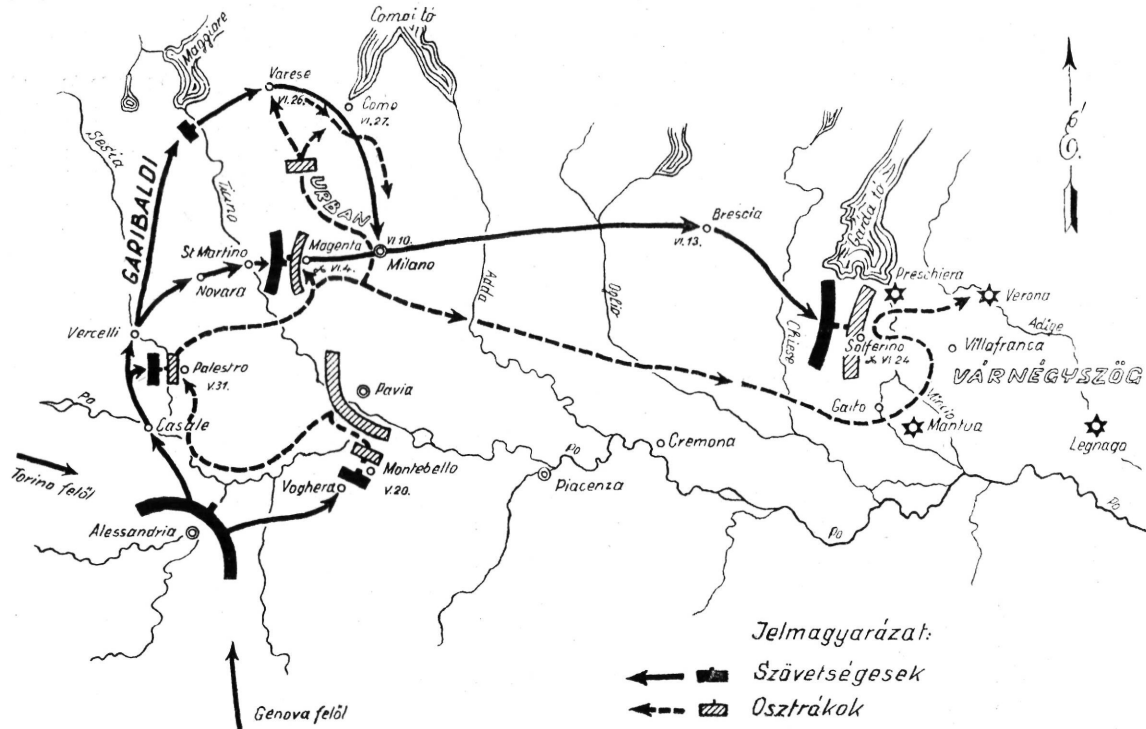 Comoi tó
Maggiore
Varese
VI.26.
Como
VI.27.
É'
Sesia
GARIBALDI
Ticino
URBAN
Garda tó
Brescia
VI.13.
VI.10.
Milano
St Martino
Magenta
VI.4.
Novara
Adda
Oglio
Chiese
Preschiera
Verona
Adige
Vercelli
Solferino
VI.24
Villafranca
VÁRNÉGYSZÖG
Palestro
V.31.
Pavia
Goito
Mincio
Mantua
Legnago
Po
Casale
Cremona
Po
Torino felől
Montebello
V.20.
Voghera
Piacenza
Alessandria
Po
Po
Jelmagyarázat:
Szövetségesek
Osztrákok
Genova felől